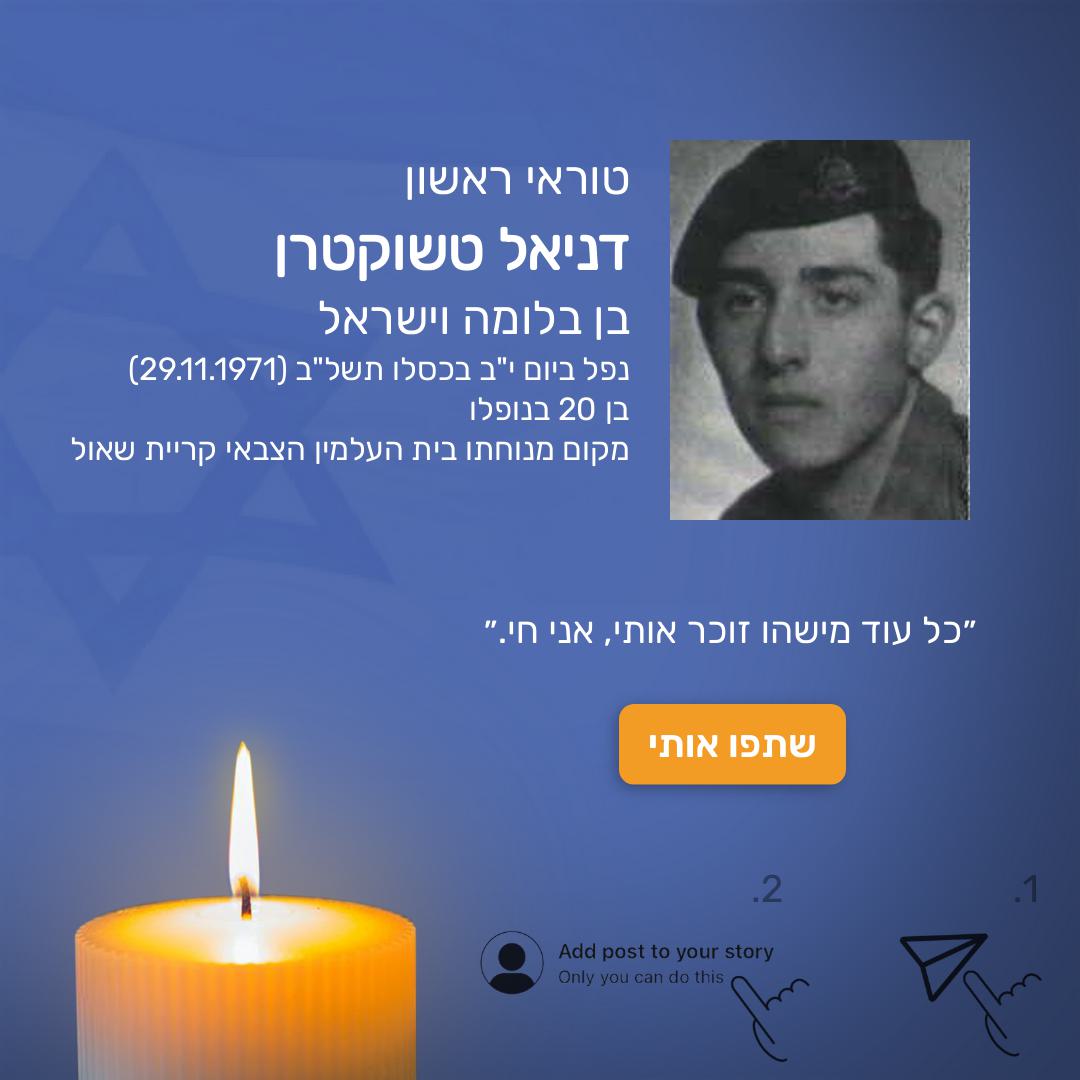 טוראי ראשון
דניאל טשוקטרן
בן בלומה וישראל
נפל ביום י"ב בכסלו תשל"ב (29.11.1971)
בן 20 בנופלו
מקום מנוחתו בית העלמין הצבאי קריית שאול
״כל עוד מישהו זוכר אותי, אני חי.״
שתפו אותי
1.
2.
Add post to your story
Only you can do this